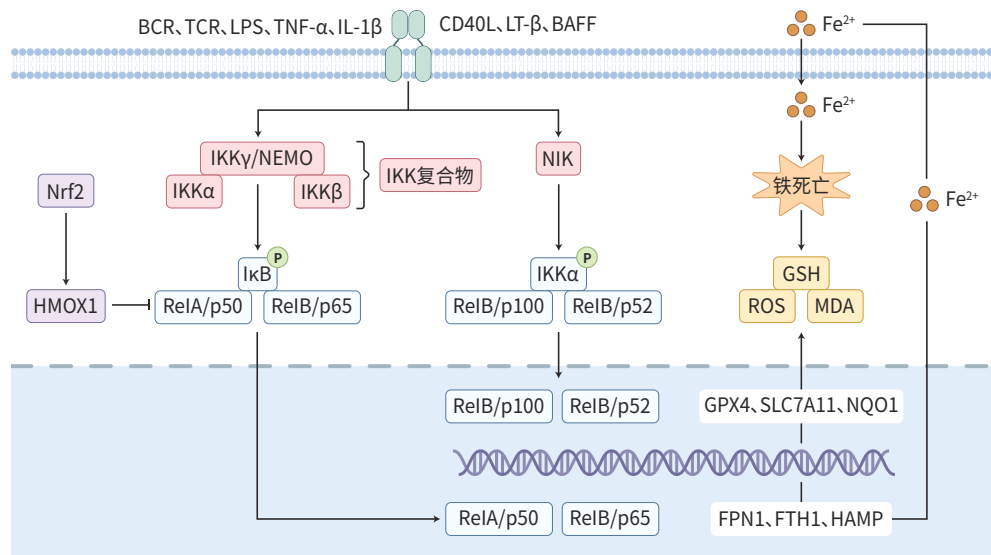 BCR、TCR、LPS、TNF-α、IL-1β
CD40L、LT-β、BAFF
Fe²⁺
Fe²⁺
IKKγ/NEMO
IKKα
IKKβ
IKK复合物
NIK
铁死亡
Fe²⁺
Nrf2
HMOX1
P
IκB
RelA/p50
RelB/p65
P
IKKα
RelB/p100
RelB/p52
GSH
ROS
MDA
RelB/p100
RelB/p52
GPX4、SLC7A11、NQO1
RelA/p50
RelB/p65
FPN1、FTH1、HAMP